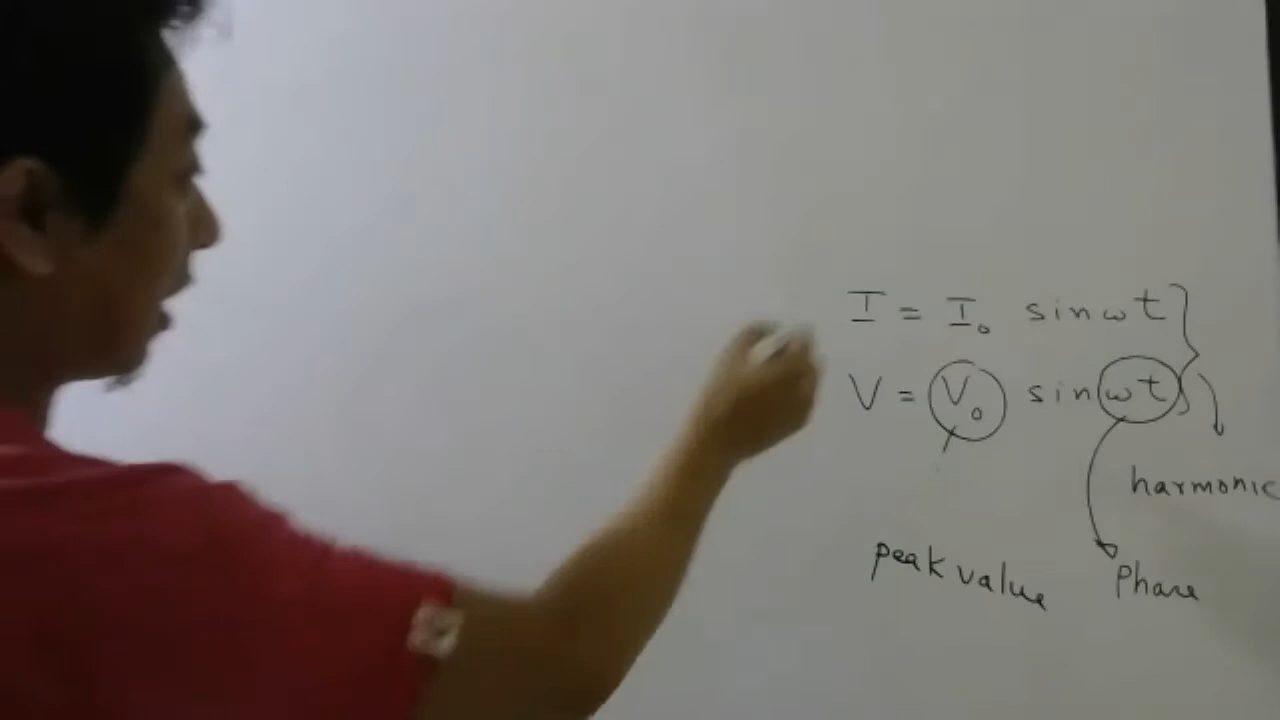 I = I₀ sin ωt
V = V₀ sin ωt
harmonic
peak value
Phase